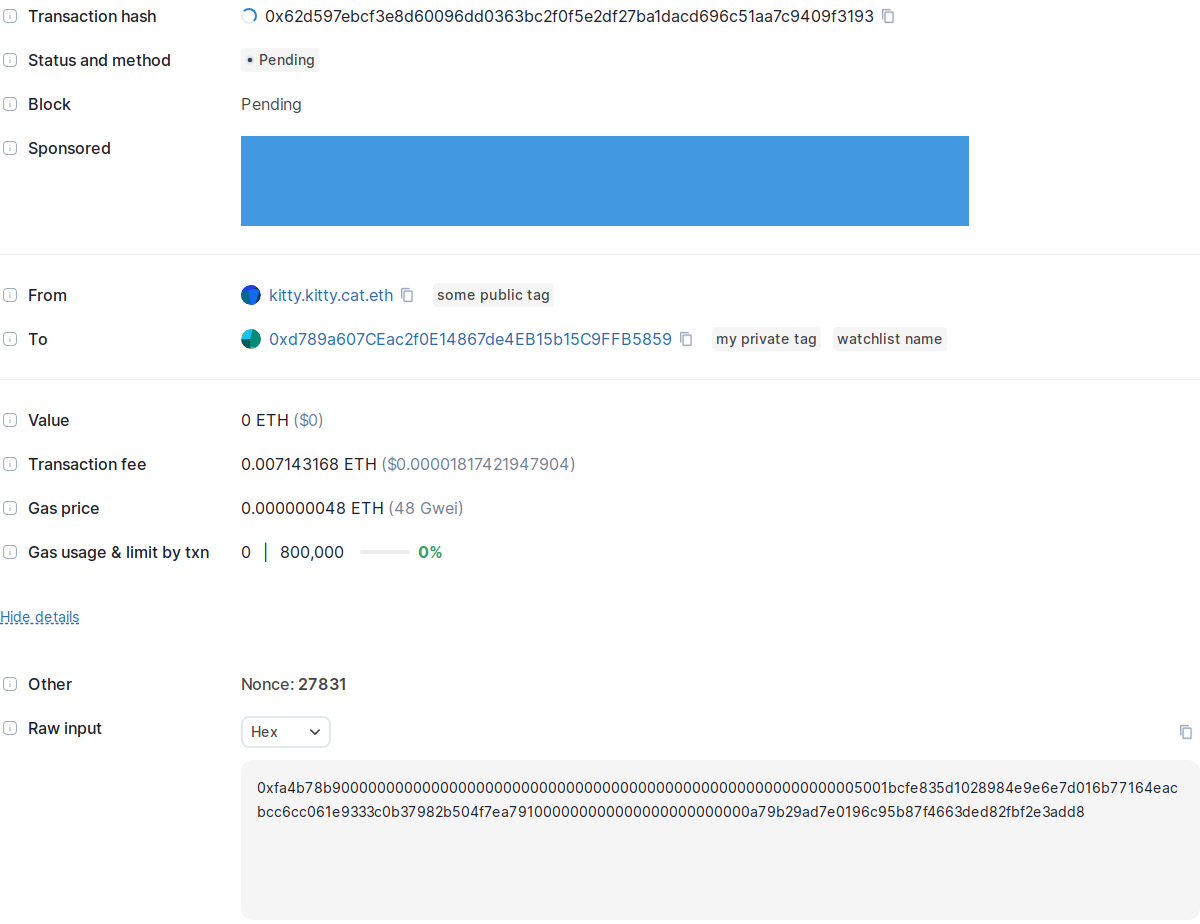 Transaction hash 0x62d597ebcf3e8d60096dd0363bc2f0f5e2df27ba1dacd696c51aa7c9409f3193
Status and method Pending
Block Pending
Sponsored
From kitty.kitty.cat.eth some public tag
To 0xd789a607CEac2f0E14867de4EB15b15C9FFB5859 my private tag watchlist name
Value 0 ETH ($0)
Transaction fee 0.007143168 ETH ($0.00001817421947904)
Gas price 0.000000048 ETH (48 Gwei)
Gas usage & limit by txn 0 | 800,000 0%
Hide details
Other Nonce: 27831
Raw input Hex